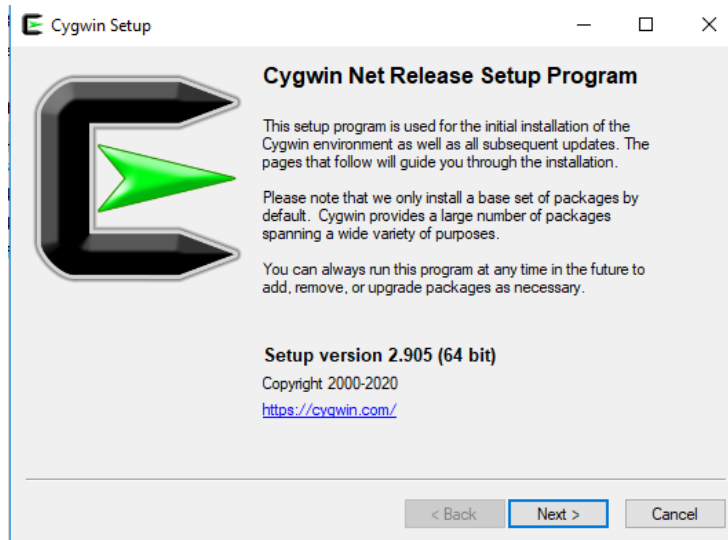 Cygwin Setup
Cygwin Net Release Setup Program
This setup program is used for the initial installation of the
Cygwin environment as well as all subsequent updates. The
pages that follow will guide you through the installation.
Please note that we only install a base set of packages by
default. Cygwin provides a large number of packages
spanning a wide variety of purposes.
You can always run this program at any time in the future to
add, remove, or upgrade packages as necessary.
Setup version 2.905 (64 bit)
Copyright 2000-2020
https://cygwin.com/
< Back Next > Cancel